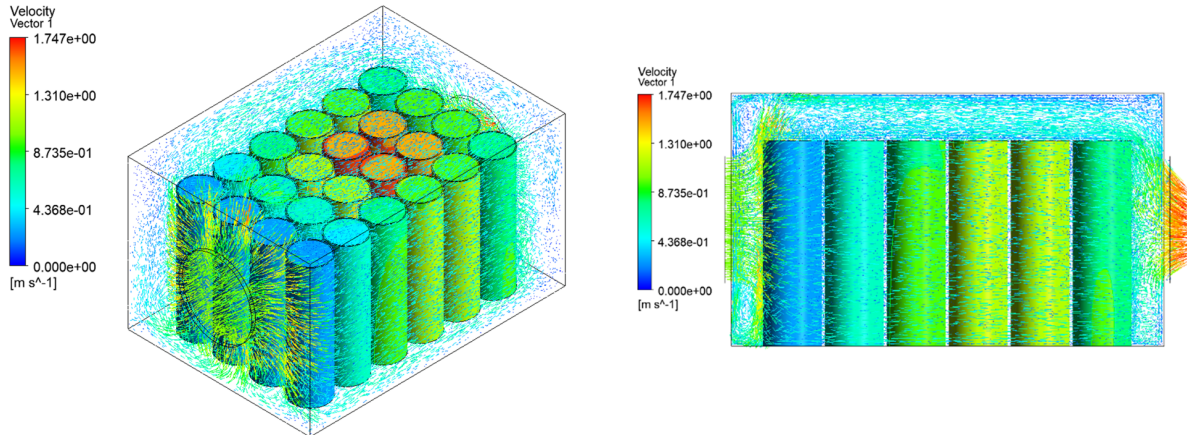 Velocity
Vector 1
1.747e+00
1.310e+00
8.735e-01
4.368e-01
0.000e+00
[m s^-1]
Velocity
Vector 1
1.747e+00
1.310e+00
8.735e-01
4.368e-01
0.000e+00
[m s^-1]